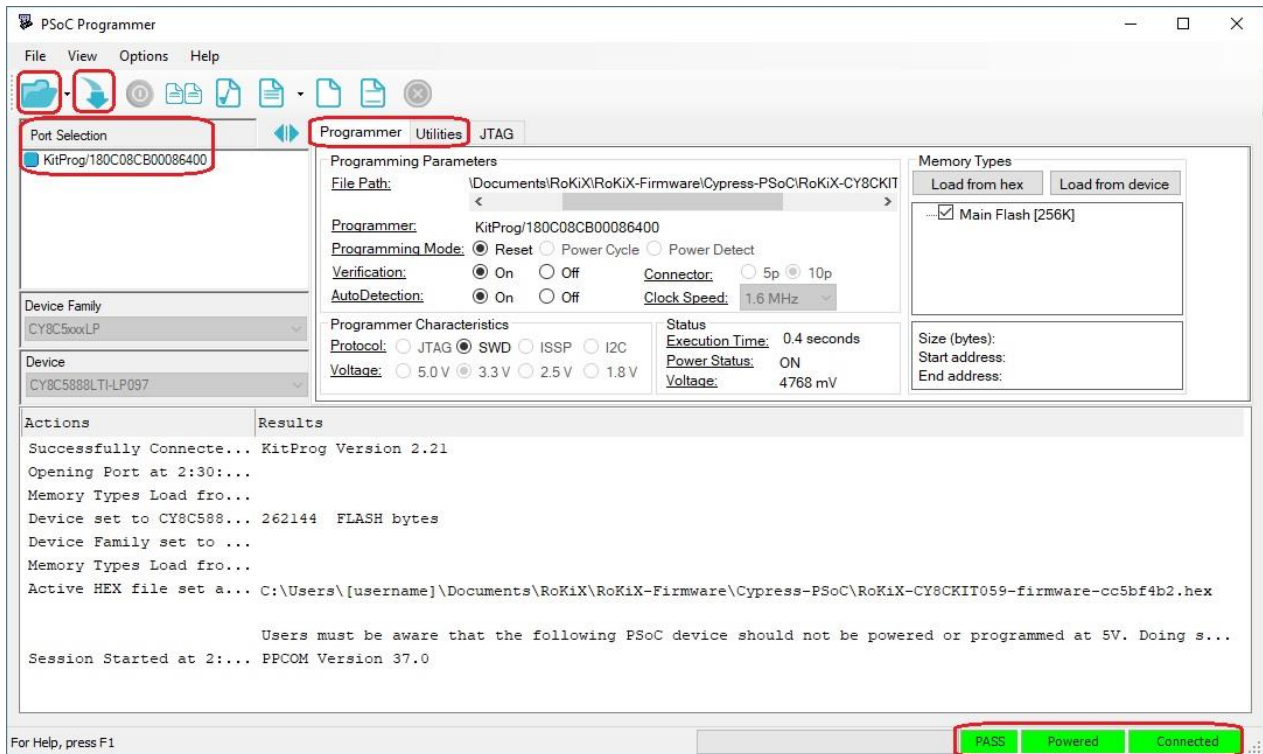 PSoC Programmer
File View Options Help
Port Selection
KitProg/180C08CB00086400
Device Family
CY8C5xxxLP
Device
CY8C5888LTI-LP097
Programmer Utilities JTAG
Programming Parameters
File Path: \Documents\RoKiX\RoKiX-Firmware\Cypress-PSoC\RoKiX-CY8CKIT
Programmer: KitProg/180C08CB00086400
Programming Mode: Reset Power Cycle Power Detect
Verification: On Off Connector: 5p 10p
AutoDetection: On Off Clock Speed: 1.6 MHz
Programmer Characteristics
Protocol: JTAG SWD ISSP I2C
Voltage: 5.0 V 3.3 V 2.5 V 1.8 V
Status
Execution Time: 0.4 seconds
Power Status: ON
Voltage: 4768 mV
Memory Types
Load from hex Load from device
Main Flash [256K]
Size (bytes):
Start address:
End address:
Actions Results
Successfully Connecte... KitProg Version 2.21
Opening Port at 2:30:...
Memory Types Load fro...
Device set to CY8C588... 262144 FLASH bytes
Device Family set to ...
Memory Types Load fro...
Active HEX file set a... C:\Users\[username]\Documents\RoKiX\RoKiX-Firmware\Cypress-PSoC\RoKiX-CY8CKIT059-firmware-cc5bf4b2.hex
Users must be aware that the following PSoC device should not be powered or programmed at 5V. Doing s...
Session Started at 2:... PPCOM Version 37.0
For Help, press F1
PASS Powered Connected